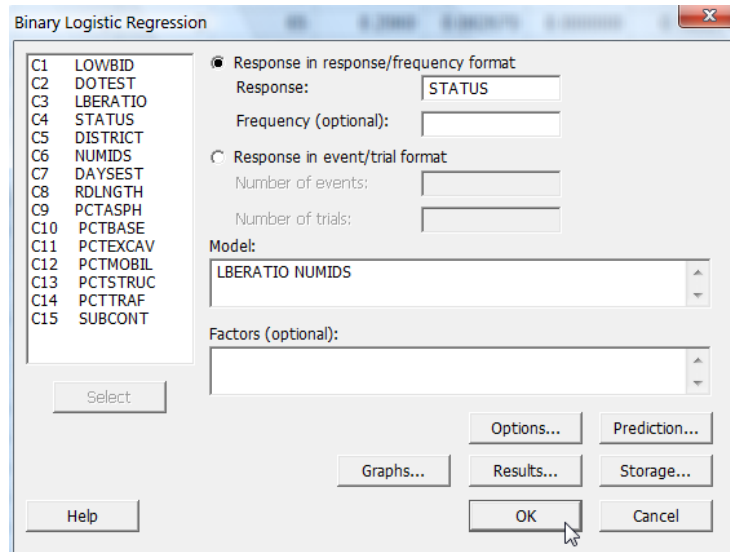 Binary Logistic Regression
C1 LOWBID
C2 DOTEST
C3 LBERATIO
C4 STATUS
C5 DISTRICT
C6 NUMIDS
C7 DAYSEST
C8 RDLNGTH
C9 PCTASPH
C10 PCTBASE
C11 PCTEXCAV
C12 PCTMOBIL
C13 PCTSTRUC
C14 PCTTRAF
C15 SUBCONT
Select
Response in response/frequency format
Response: STATUS
Frequency (optional):
Response in event/trial format
Number of events:
Number of trials:
Model:
LBERATIO NUMIDS
Factors (optional):
Options... Prediction...
Graphs... Results... Storage...
Help OK Cancel